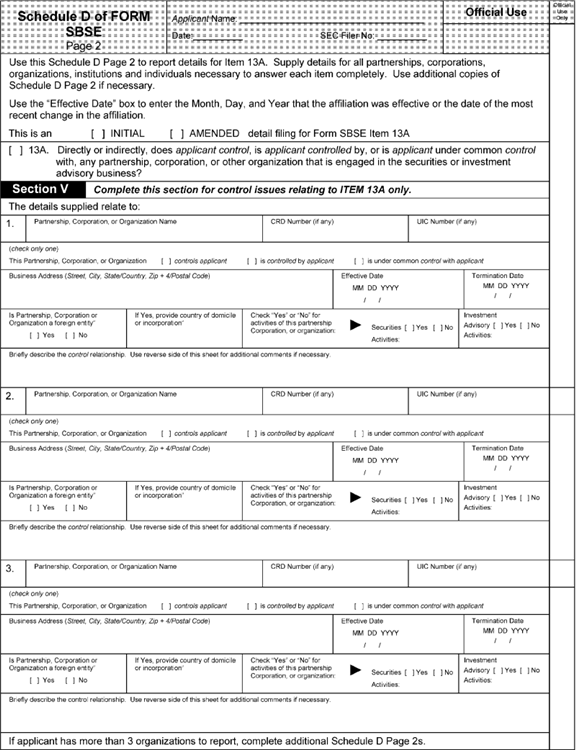 Schedule D of FORM
SBSE
Page 2
Applicant Name: ________________
Date: ________ SEC Filer No: ________
Official Use
Official
Use
Only
Use this Schedule D Page 2 to report details for Item 13A. Supply details for all partnerships, corporations,
organizations, institutions and individuals necessary to answer each item completely. Use additional copies of
Schedule D Page 2 if necessary.
Use the “Effective Date” box to enter the Month, Day, and Year that the affiliation was effective or the date of the most
recent change in the affiliation.
This is an [ ] INITIAL [ ] AMENDED detail filing for Form SBSE Item 13A
[ ] 13A. Directly or indirectly, does applicant control, is applicant controlled by, or is applicant under common control
with, any partnership, corporation, or other organization that is engaged in the securities or investment
advisory business?
Section V Complete this section for control issues relating to ITEM 13A only.
The details supplied relate to:
1. Partnership, Corporation, or Organization Name CRD Number (if any) UIC Number (if any)
(check only one)
This Partnership, Corporation, or Organization [ ] controls applicant [ ] is controlled by applicant [ ] is under common control with applicant
Business Address (Street, City, State/Country, Zip + 4/Postal Code) Effective Date Termination Date
MM DD YYYY MM DD YYYY
/ / / /
Is Partnership, Corporation or If Yes, provide country of domicile Check “Yes” or “No” for Investment
Organization a foreign entity" or incorporation" activities of this partnership Securities [ ] Yes [ ] No Advisory [ ] Yes [ ] No
[ ] Yes [ ] No Corporation, or organization: Activities: Activities:
Briefly describe the control relationship. Use reverse side of this sheet for additional comments if necessary.
2. Partnership, Corporation, or Organization Name CRD Number (if any) UIC Number (if any)
(check only one)
This Partnership, Corporation, or Organization [ ] controls applicant [ ] is controlled by applicant [ ] is under common control with applicant
Business Address (Street, City, State/Country, Zip + 4/Postal Code) Effective Date Termination Date
MM DD YYYY MM DD YYYY
/ / / /
Is Partnership, Corporation or If Yes, provide country of domicile Check “Yes” or “No” for Investment
Organization a foreign entity" or incorporation" activities of this partnership Securities [ ] Yes [ ] No Advisory [ ] Yes [ ] No
[ ] Yes [ ] No Corporation, or organization: Activities: Activities:
Briefly describe the control relationship. Use reverse side of this sheet for additional comments if necessary.
3. Partnership, Corporation, or Organization Name CRD Number (if any) UIC Number (if any)
(check only one)
This Partnership, Corporation, or Organization [ ] controls applicant [ ] is controlled by applicant [ ] is under common control with applicant
Business Address (Street, City, State/Country, Zip + 4/Postal Code) Effective Date Termination Date
MM DD YYYY MM DD YYYY
/ / / /
Is Partnership, Corporation or If Yes, provide country of domicile Check “Yes” or “No” for Investment
Organization a foreign entity" or incorporation" activities of this partnership Securities [ ] Yes [ ] No Advisory [ ] Yes [ ] No
[ ] Yes [ ] No Corporation, or organization: Activities: Activities:
Briefly describe the control relationship. Use reverse side of this sheet for additional comments if necessary.
If applicant has more than 3 organizations to report, complete additional Schedule D Page 2s.